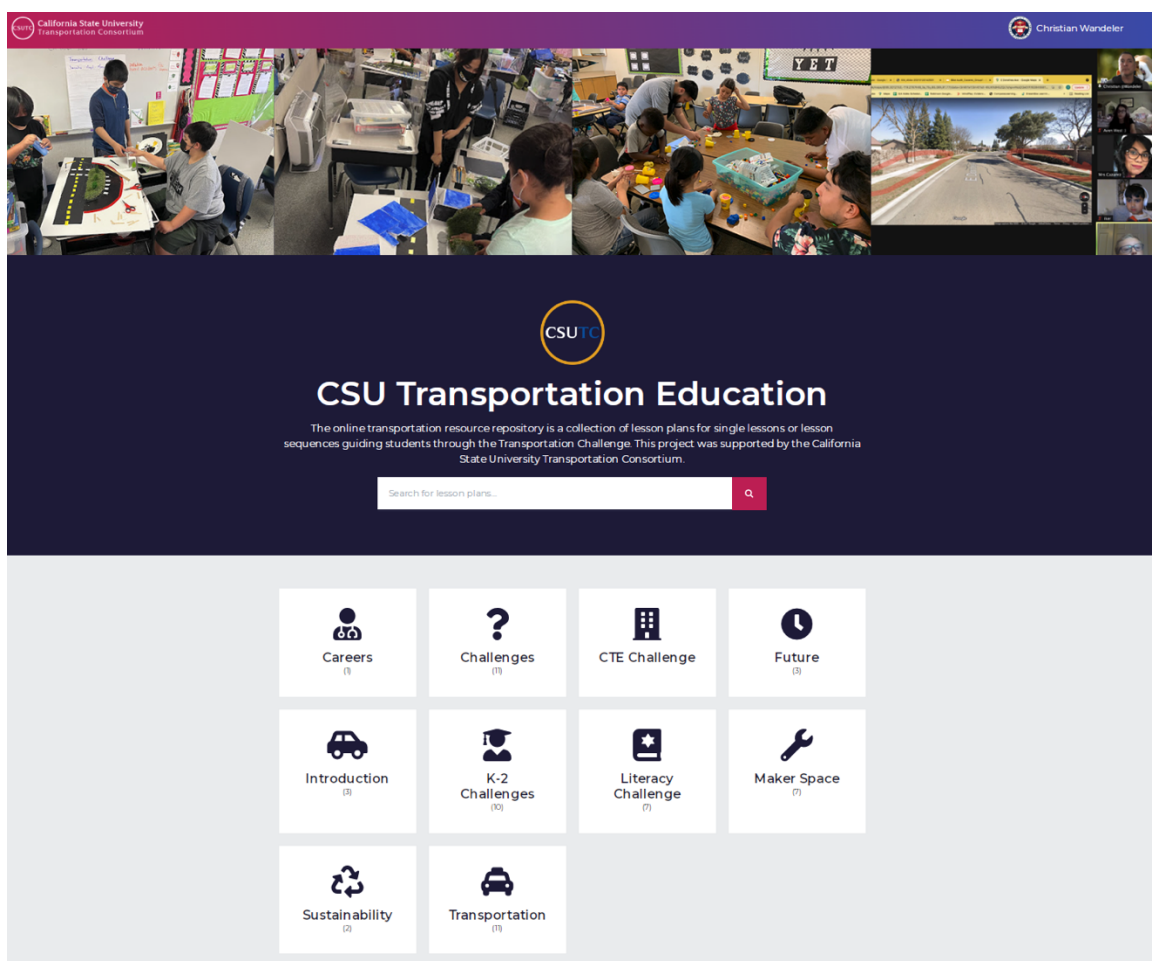 CSUTC
California State University
Transportation Consortium
Christian Wandeler
YET
CSUTC
CSU Transportation Education
The online transportation resource repository is a collection of lesson plans for single lessons or lesson
sequences guiding students through the Transportation Challenge. This project was supported by the California
State University Transportation Consortium.
Search for lesson plans...
Careers
(1)
Challenges
(11)
CTE Challenge
Future
(3)
Introduction
(3)
K-2
Challenges
(10)
Literacy
Challenge
(7)
Maker Space
(7)
Sustainability
(2)
Transportation
(11)